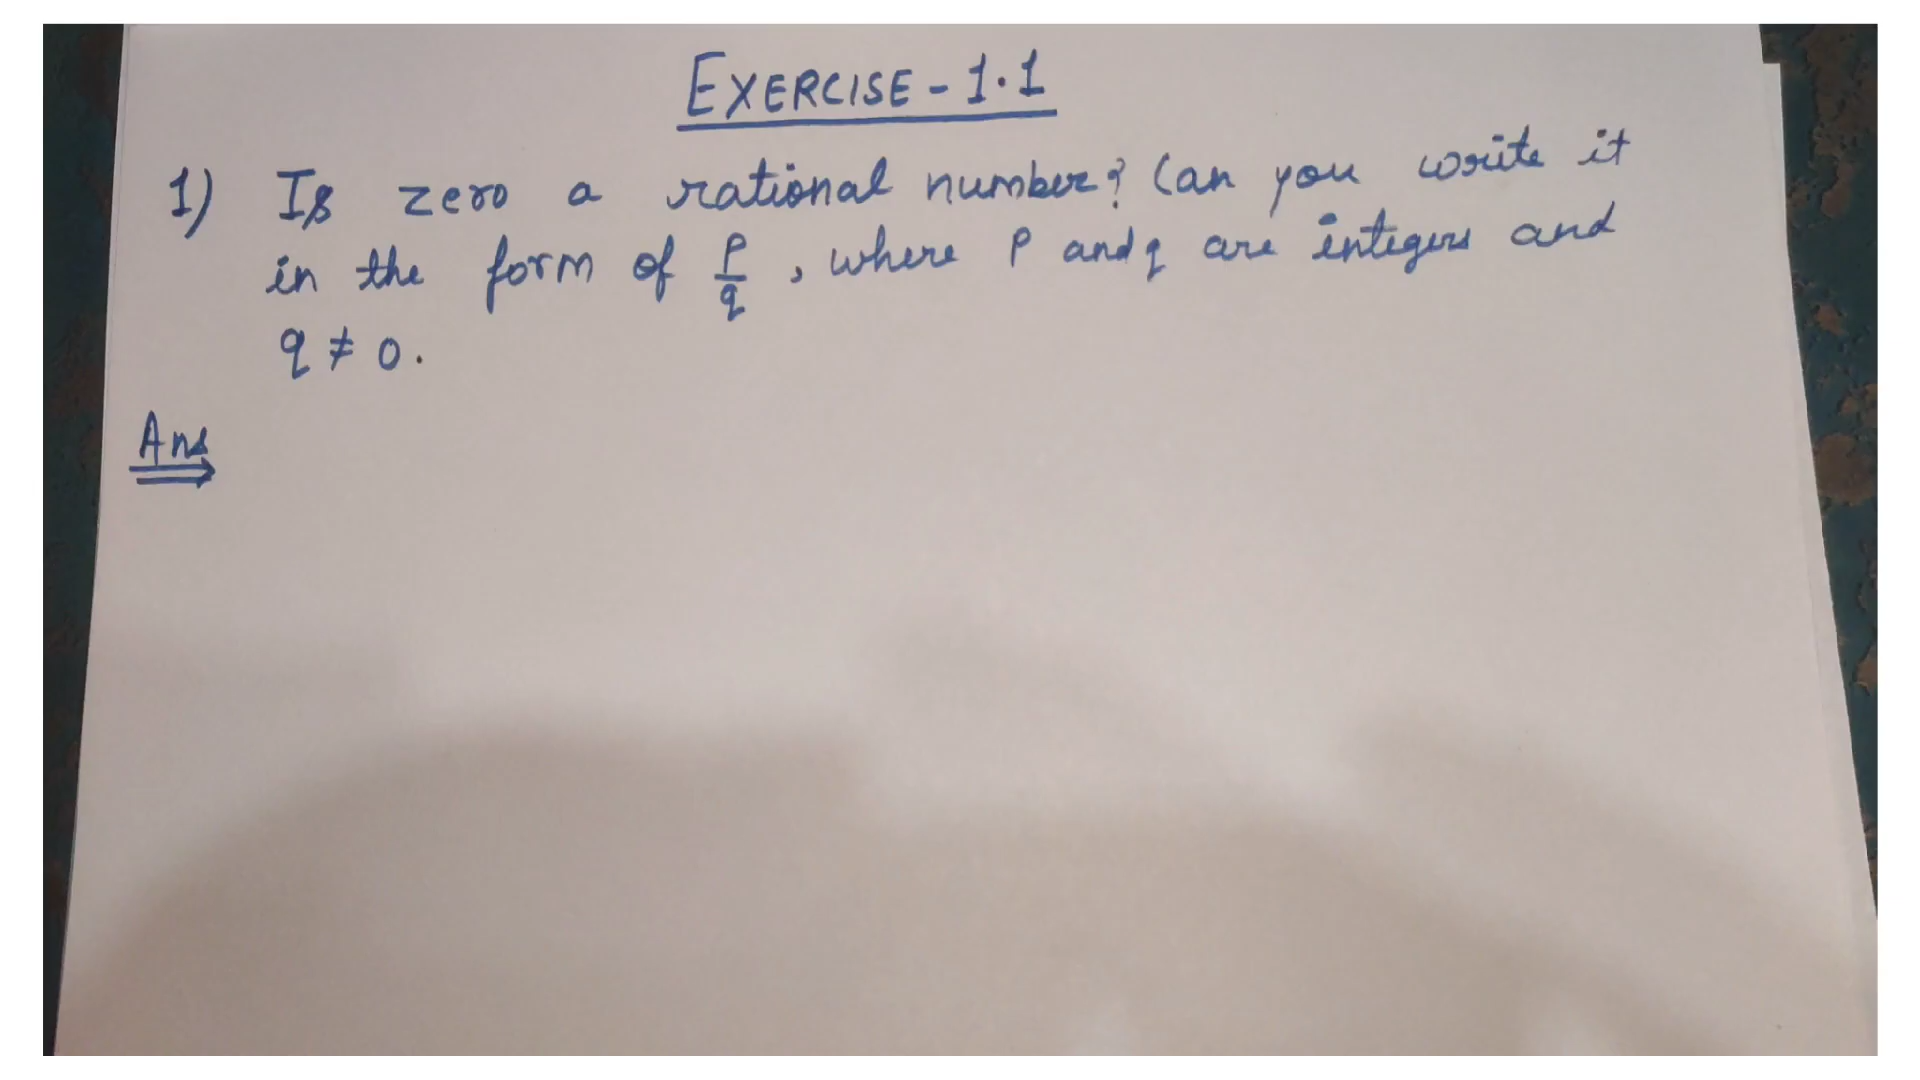 EXERCISE - 1.1
1) Is zero a rational number? Can you write it
in the form of p/q, where P and q are integers and
q ≠ 0.
Ans